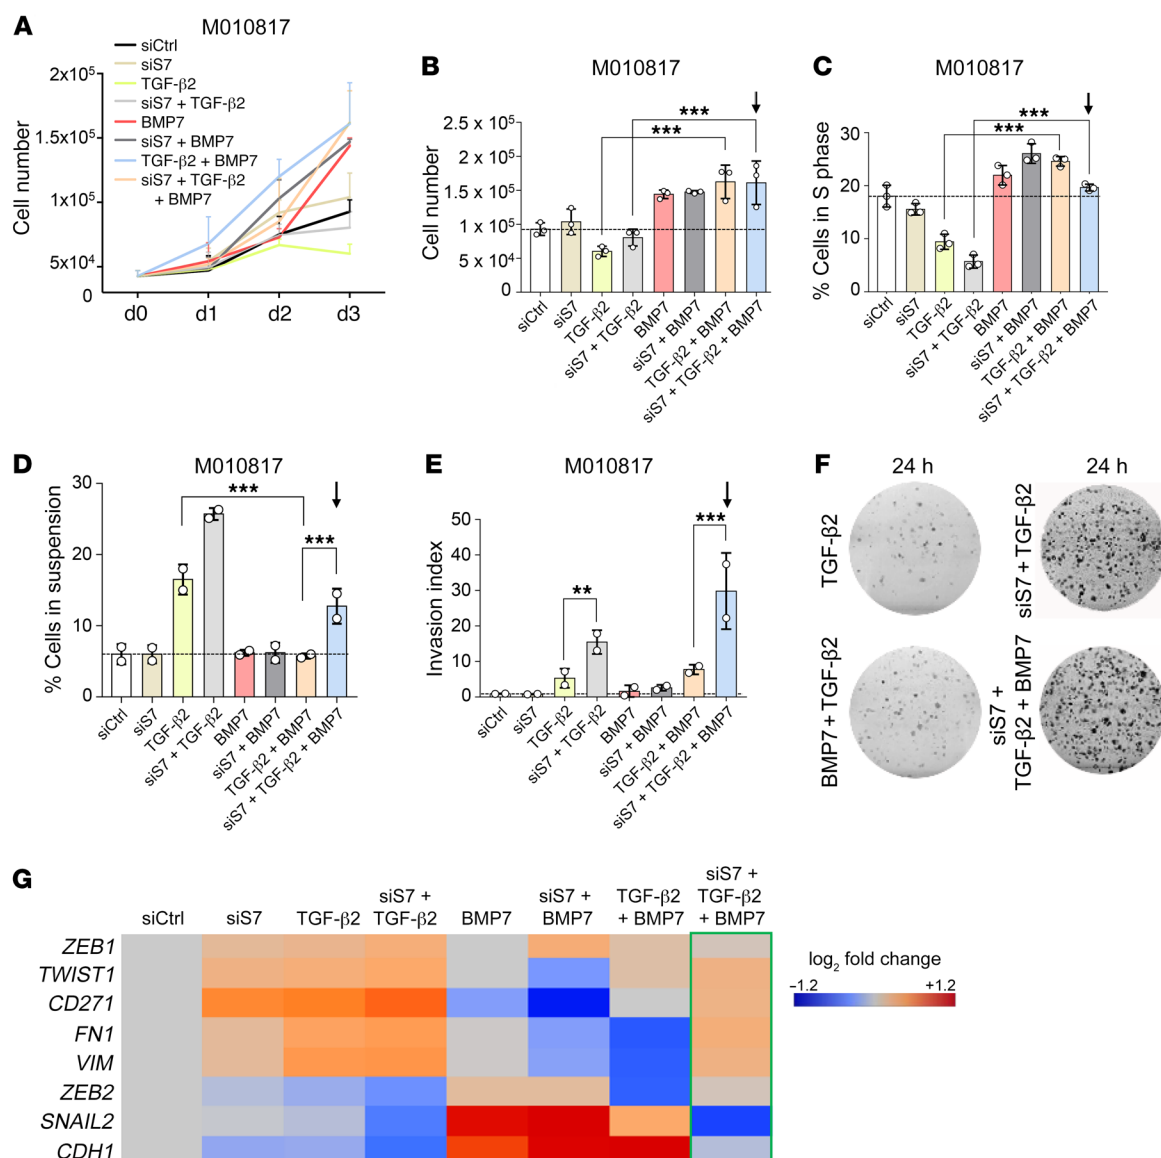 A
M010817
siCtrl
siS7
TGF-β2
siS7 + TGF-β2
BMP7
siS7 + BMP7
TGF-β2 + BMP7
siS7 + TGF-β2
+ BMP7
Cell number
2x10⁵
1.5x10⁵
1x10⁵
5x10⁴
0
d0 d1 d2 d3
B
M010817
***
***
Cell number
2.5 x 10⁵
2 x 10⁵
1.5 x 10⁵
1 x 10⁵
5 x 10⁴
0
siCtrl
siS7
TGF-β2
siS7 + TGF-β2
BMP7
siS7 + BMP7
TGF-β2 + BMP7
siS7 + TGF-β2 + BMP7
C
M010817
***
***
% Cells in S phase
30
20
10
0
siCtrl
siS7
TGF-β2
siS7 + TGF-β2
BMP7
siS7 + BMP7
TGF-β2 + BMP7
siS7 + TGF-β2 + BMP7
D
M010817
***
***
% Cells in suspension
30
20
10
0
siCtrl
siS7
TGF-β2
siS7 + TGF-β2
BMP7
siS7 + BMP7
TGF-β2 + BMP7
siS7 + TGF-β2 + BMP7
E
M010817
**
***
Invasion index
50
40
30
20
10
0
siCtrl
siS7
TGF-β2
siS7 + TGF-β2
BMP7
siS7 + BMP7
TGF-β2 + BMP7
siS7 + TGF-β2 + BMP7
F
24 h
24 h
TGF-β2
siS7 + TGF-β2
BMP7 + TGF-β2
siS7 +
TGF-β2 + BMP7
G
siCtrl
siS7
TGF-β2
siS7 +
TGF-β2
BMP7
siS7 +
BMP7
TGF-β2
+ BMP7
siS7 +
TGF-β2
+ BMP7
ZEB1
TWIST1
CD271
FN1
VIM
ZEB2
SNAIL2
CDH1
log₂ fold change
–1.2 +1.2